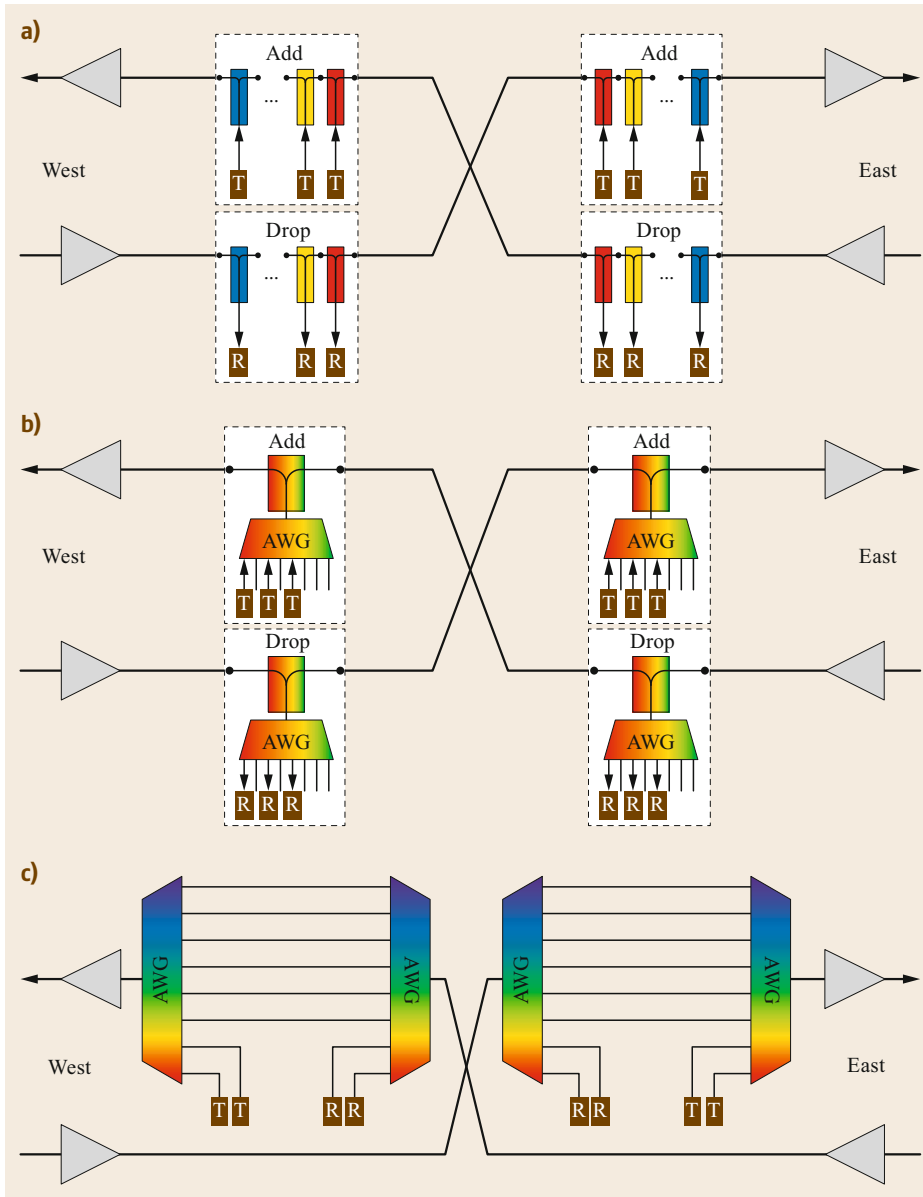 a)
Add
Add
...
...
T T T
T T T
West
East
Drop
Drop
...
...
R R R
R R R
b)
Add
Add
AWG
AWG
West
East
T T T
T T T
Drop
Drop
AWG
AWG
R R R
R R R
c)
AWG
AWG
AWG
AWG
West
East
T T
R R
R R
T T